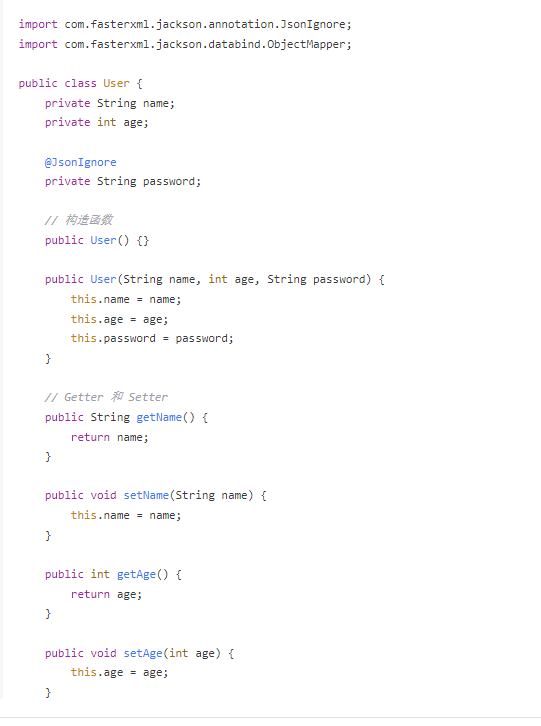 import com.fasterxml.jackson.annotation.JsonIgnore;
import com.fasterxml.jackson.databind.ObjectMapper;
public class User {
    private String name;
    private int age;
    @JsonIgnore
    private String password;
    // 构造函数
    public User() {}
    public User(String name, int age, String password) {
        this.name = name;
        this.age = age;
        this.password = password;
    }
    // Getter 和 Setter
    public String getName() {
        return name;
    }
    public void setName(String name) {
        this.name = name;
    }
    public int getAge() {
        return age;
    }
    public void setAge(int age) {
        this.age = age;
    }